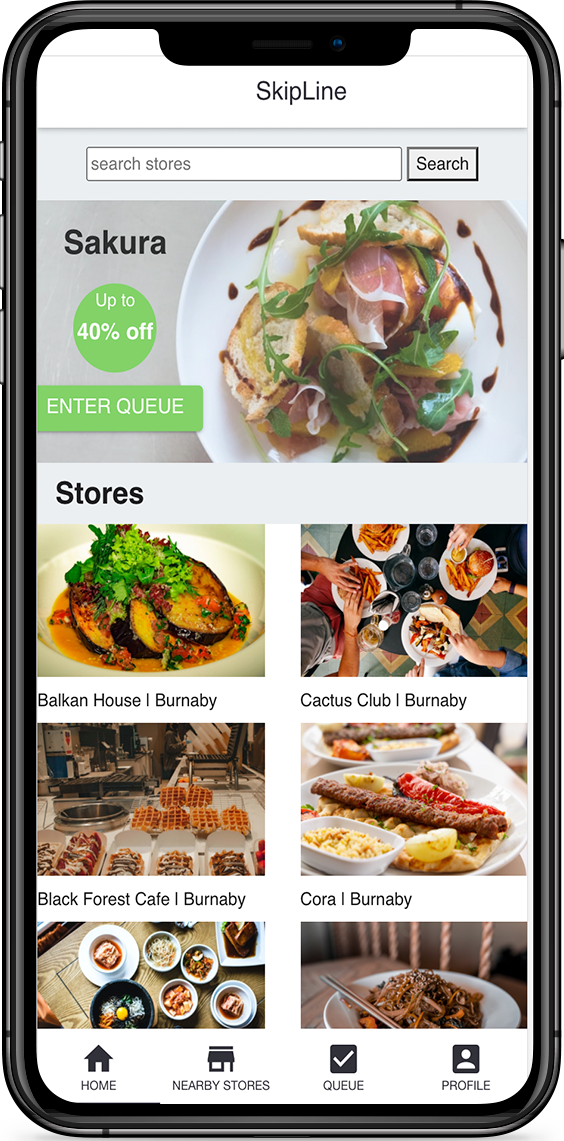 SkipLine
search stores
Search
Sakura
Up to
40% off
ENTER QUEUE
Stores
Balkan House | Burnaby
Cactus Club | Burnaby
Black Forest Cafe | Burnaby
Cora | Burnaby
HOME
NEARBY STORES
QUEUE
PROFILE